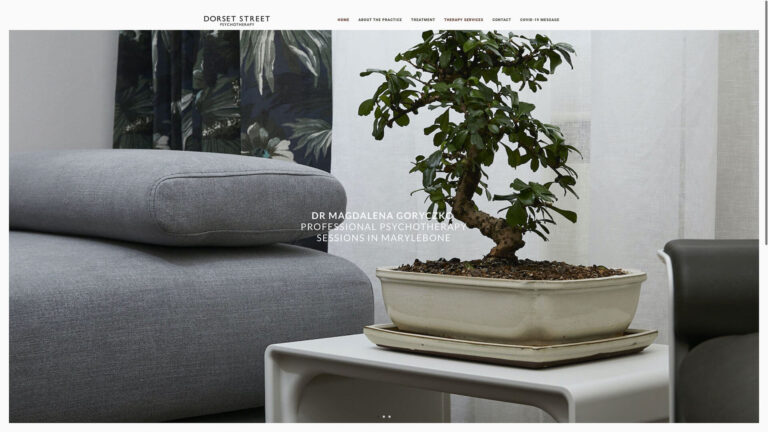 DORSET STREET
PSYCHOTHERAPY
HOME ABOUT THE PRACTICE TREATMENT THERAPY SERVICES CONTACT COVID-19 MESSAGE
DR MAGDALENA GORYCZKO
PROFESSIONAL PSYCHOTHERAPY
SESSIONS IN MARYLEBONE